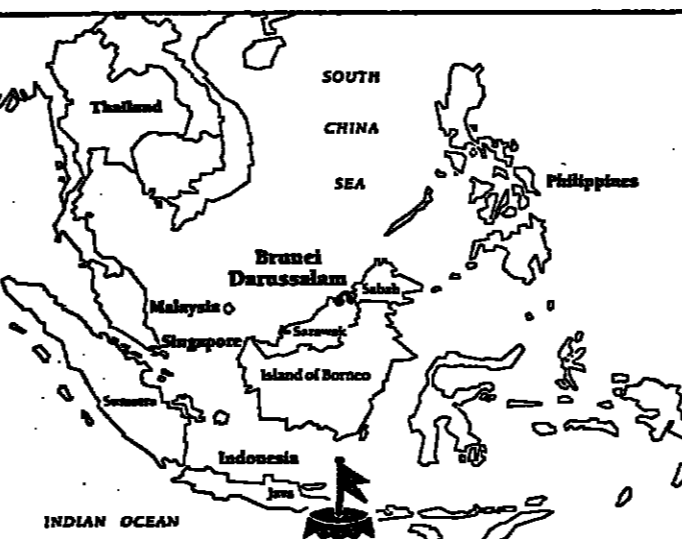 SOUTH
CHINA
SEA
Thailand
Philippines
Brunei
Darussalam
Sabah
Malaysia
Sarawak
Singapore
Island of Borneo
Sumatra
Indonesia
Java
INDIAN OCEAN